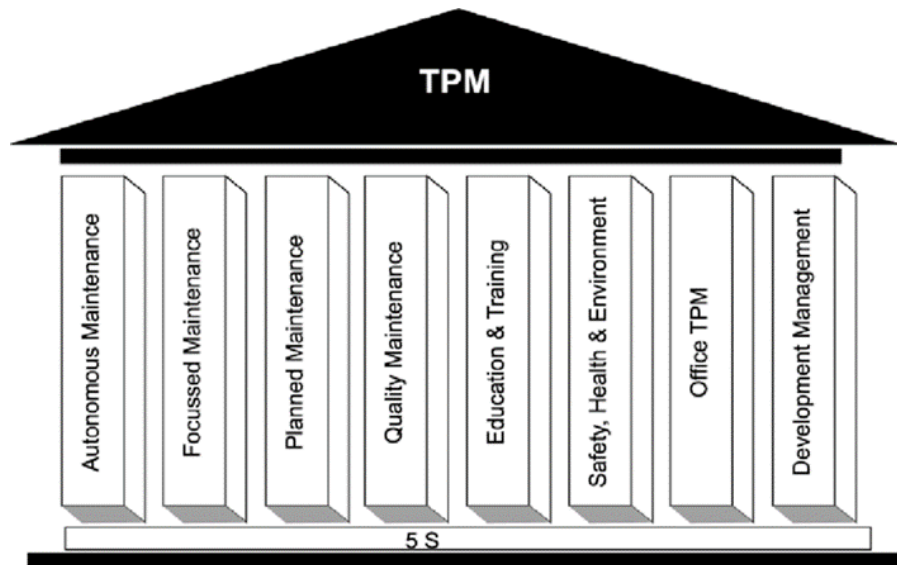 TPM
Autonomous Maintenance
Focussed Maintenance
Planned Maintenance
Quality Maintenance
Education & Training
Safety, Health & Environment
Office TPM
Development Management
5 S